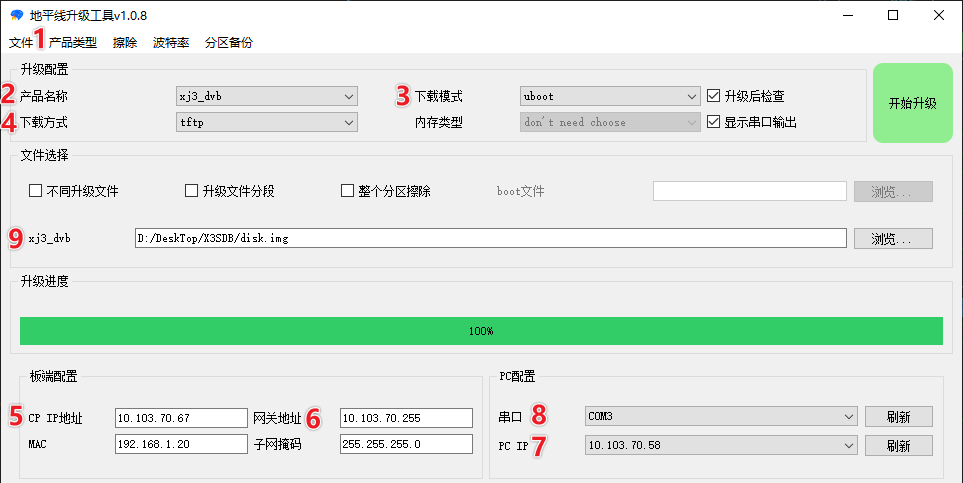 地平线升级工具v1.0.8
文件 1 产品类型 擦除 波特率 分区备份
升级配置
2 产品名称 xj3_dvb 3 下载模式 uboot 升级后检查 开始升级
4 下载方式 tftp 内存类型 don't need choose 显示串口输出
文件选择
不同升级文件 升级文件分段 整个分区擦除 boot文件 浏览...
9 xj3_dvb D:/DeskTop/X3SDB/disk.img 浏览...
升级进度
100%
板端配置 PC配置
5 CP IP地址 10.103.70.67 网关地址 6 10.103.70.255 串口 8 COM3 刷新
MAC 192.168.1.20 子网掩码 255.255.255.0 PC IP 7 10.103.70.58 刷新